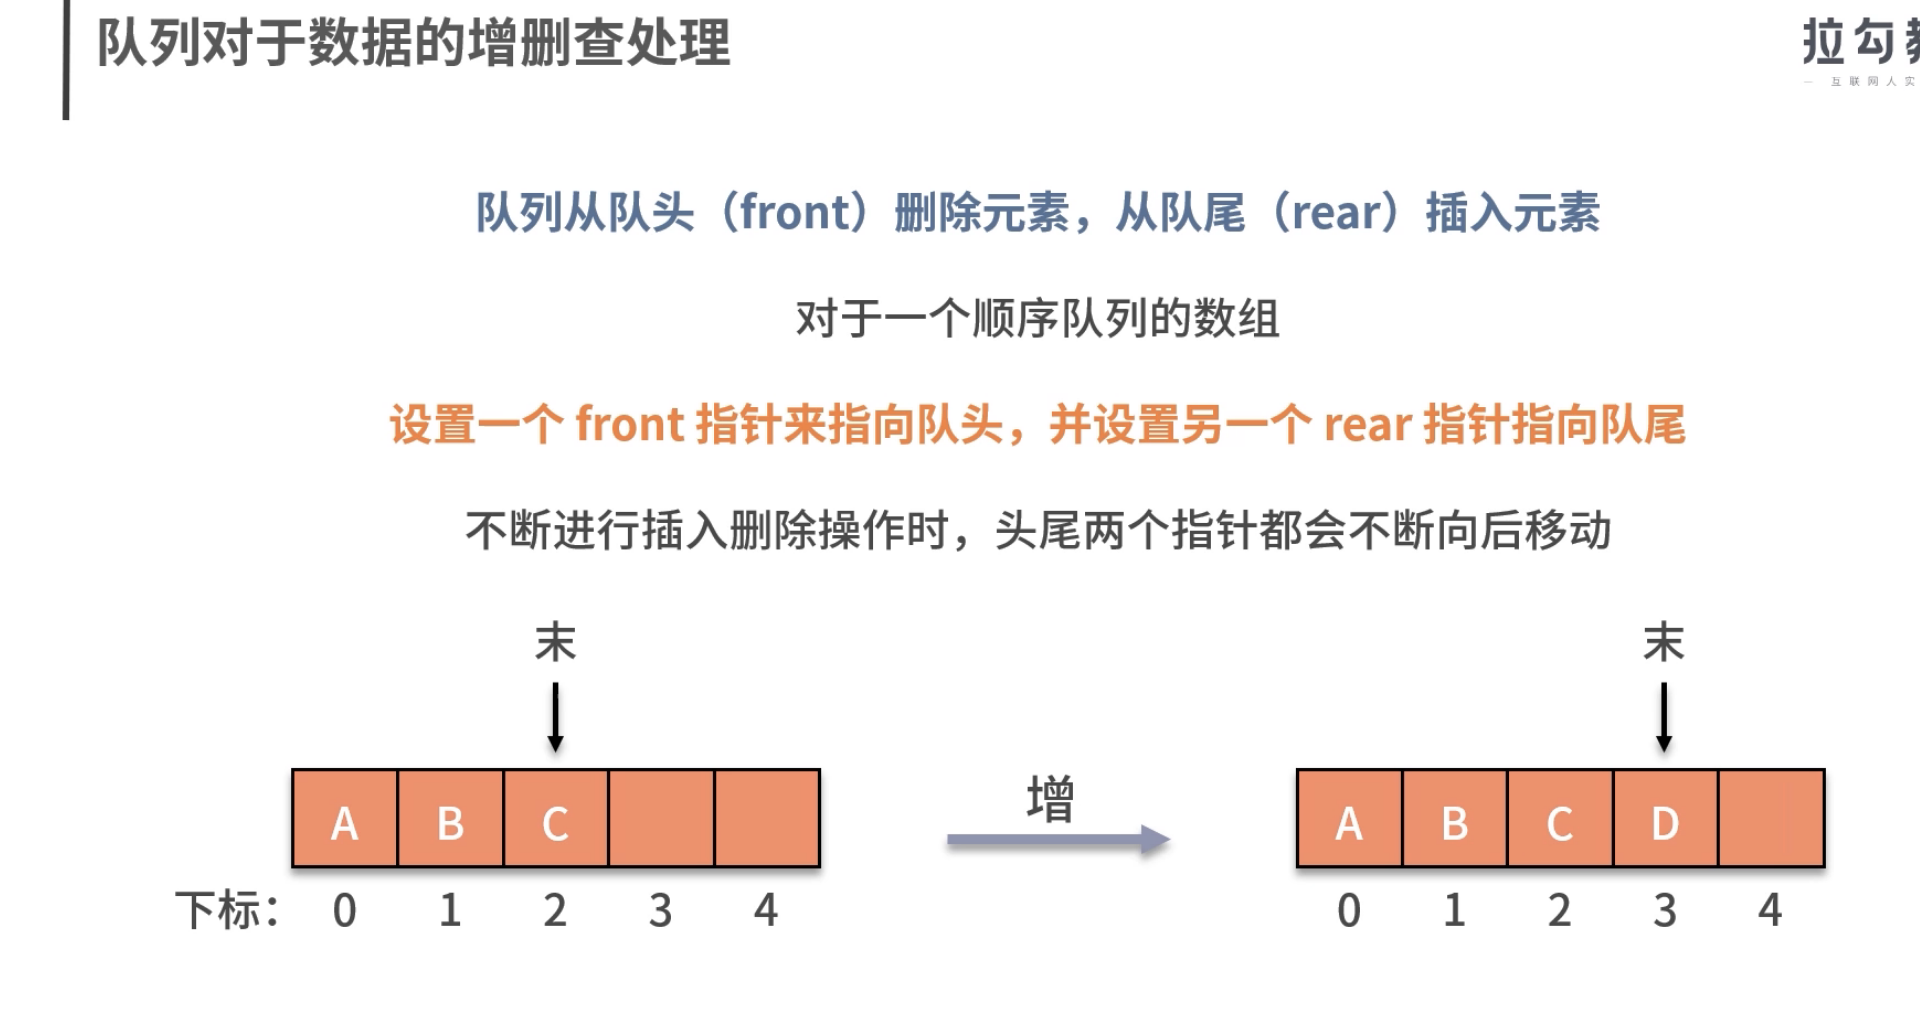 队列对于数据的增删查处理
拉勾
一 互联网人实
队列从队头（front）删除元素，从队尾（rear）插入元素
对于一个顺序队列的数组
设置一个 front 指针来指向队头，并设置另一个 rear 指针指向队尾
不断进行插入删除操作时，头尾两个指针都会不断向后移动
末 末
A B C 增 A B C D
下标： 0 1 2 3 4 0 1 2 3 4